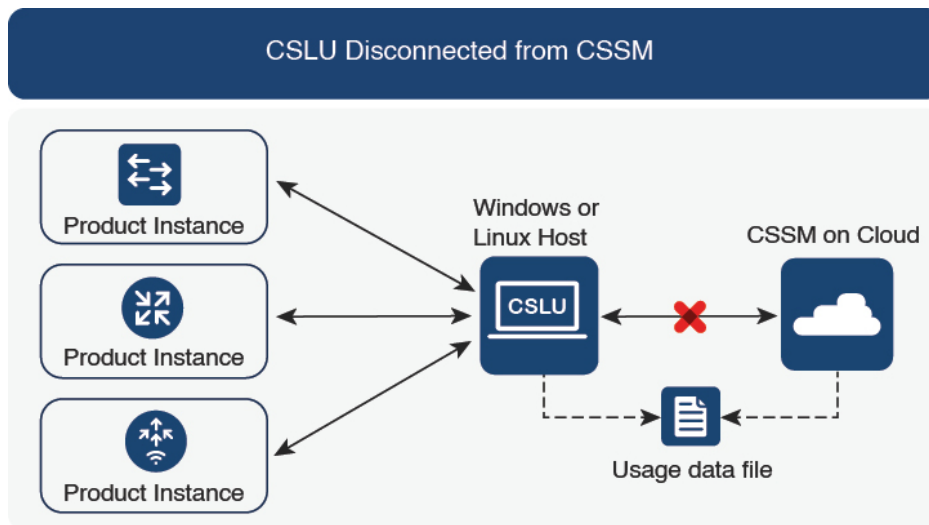 CSLU Disconnected from CSSM
Product Instance
Product Instance
Product Instance
Windows or
Linux Host
CSLU
CSSM on Cloud
Usage data file